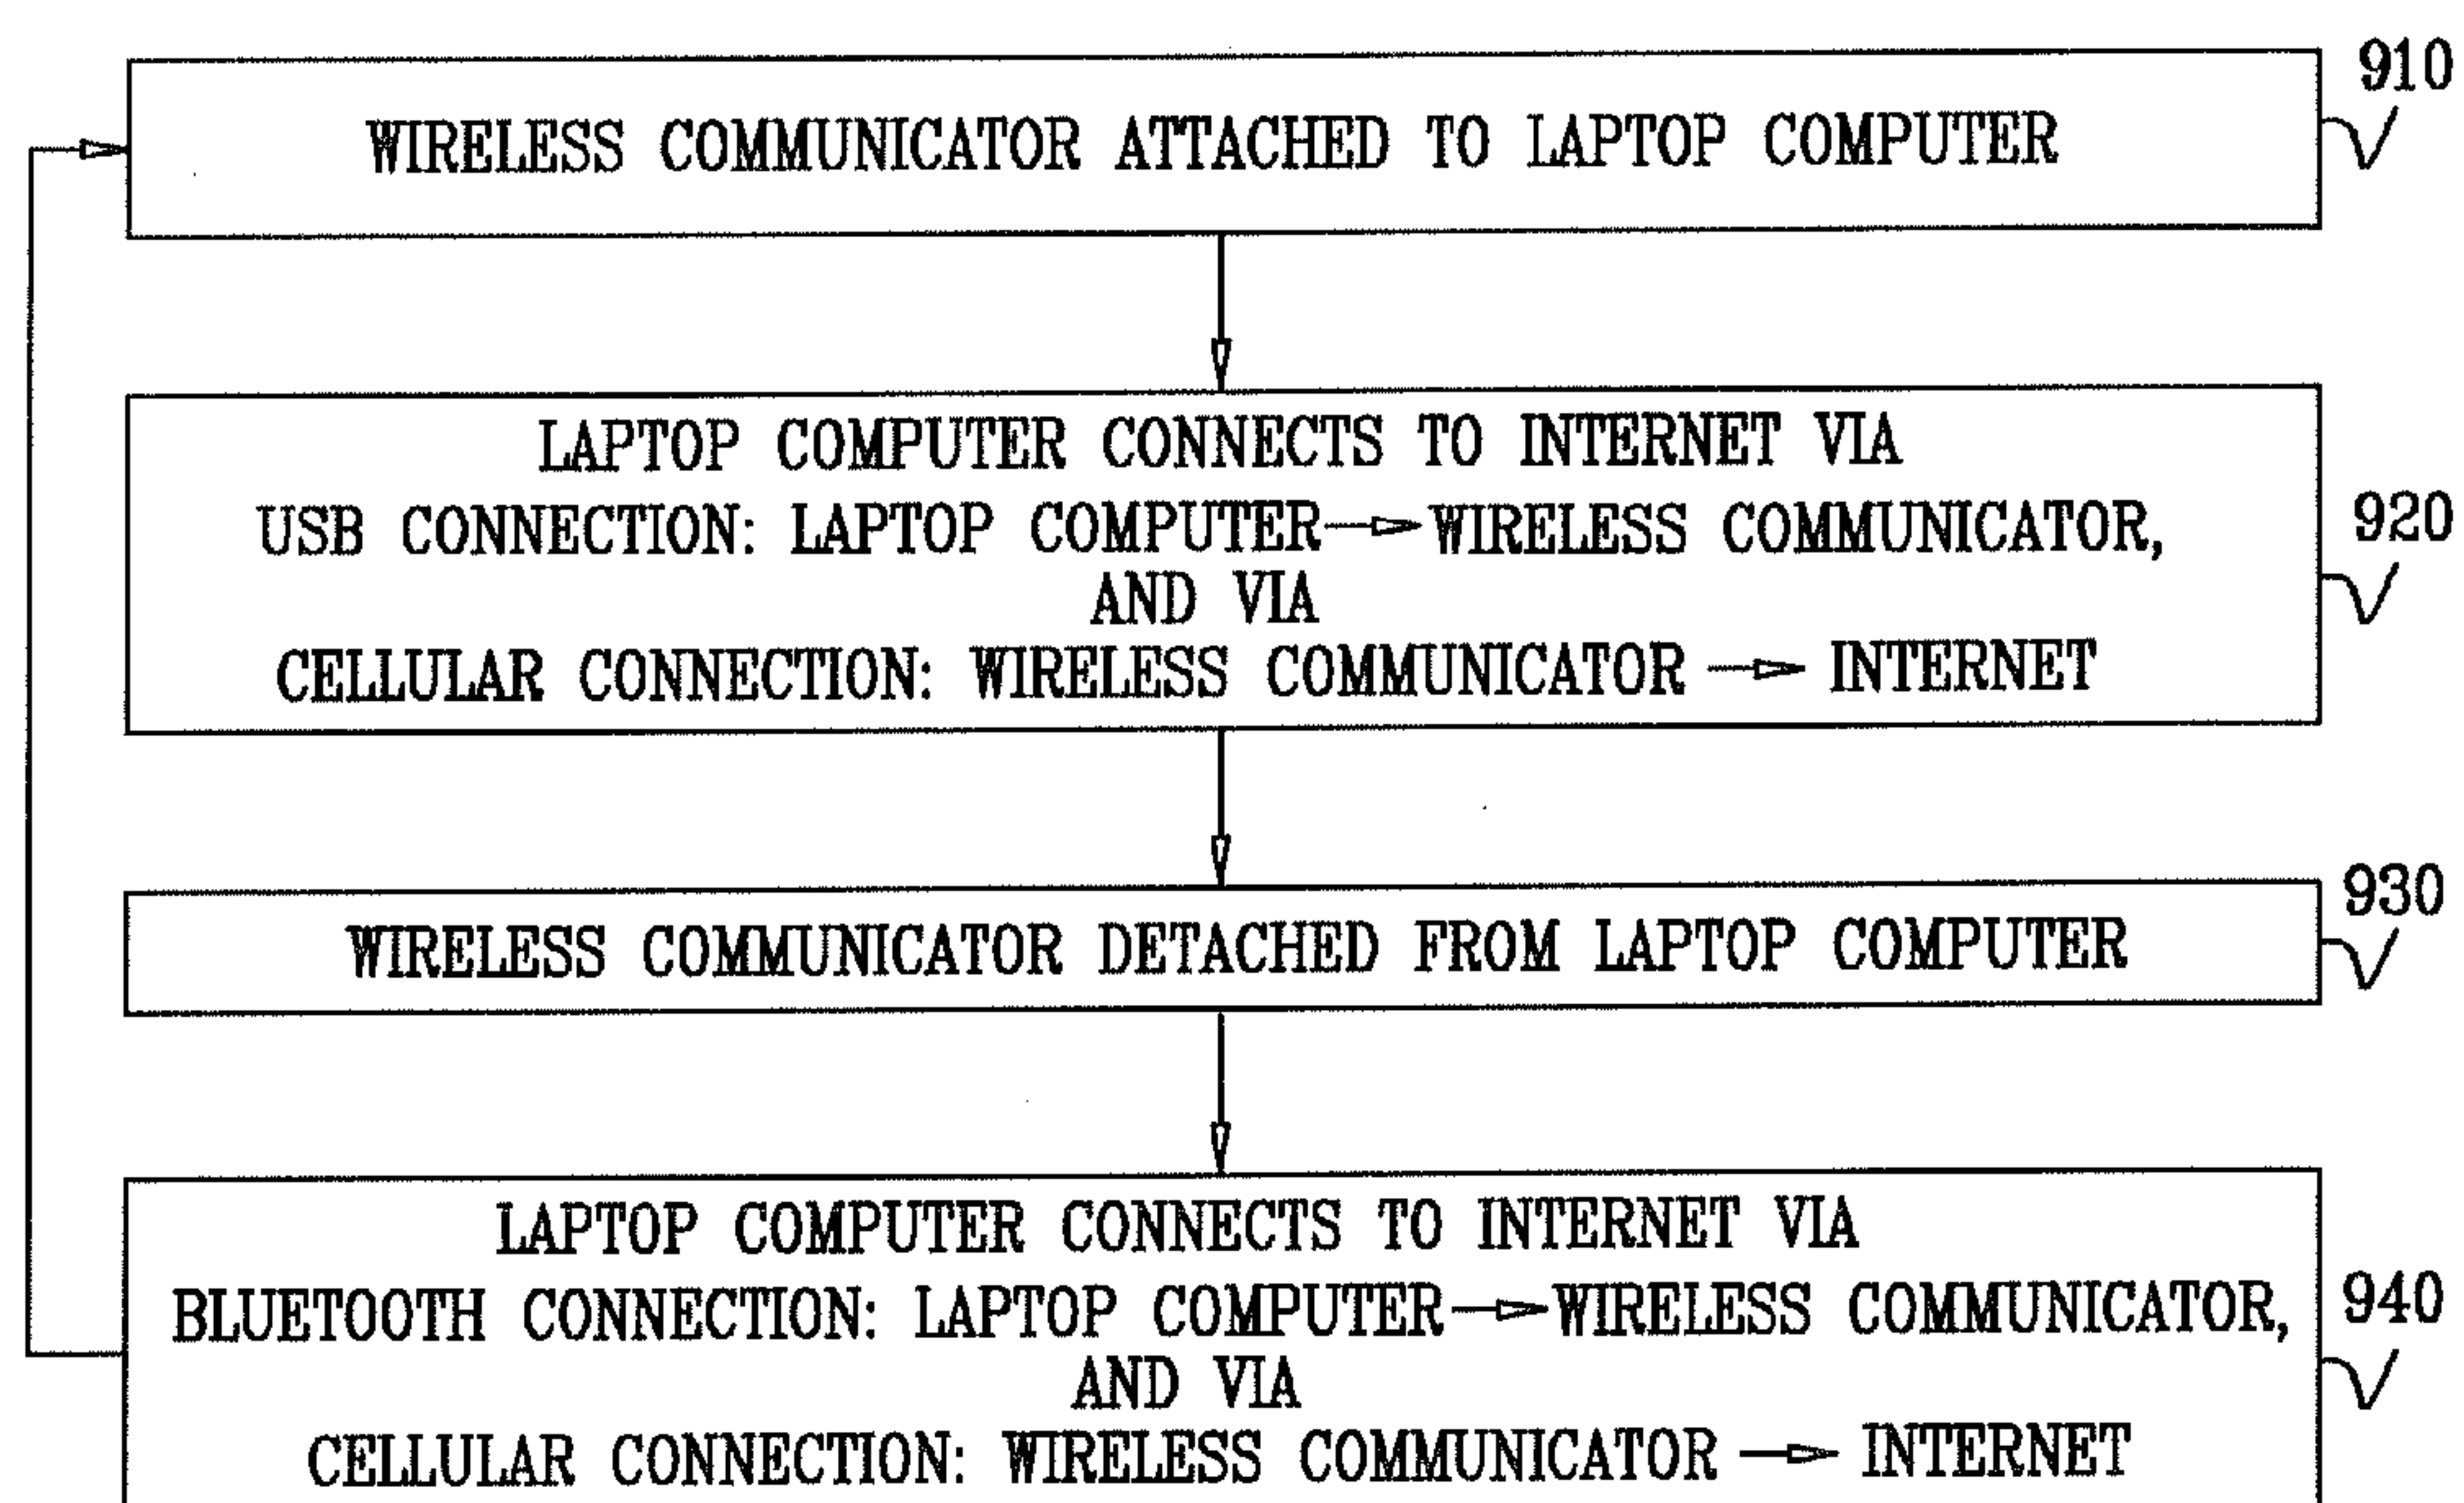 910
WIRELESS COMMUNICATOR ATTACHED TO LAPTOP COMPUTER
LAPTOP COMPUTER CONNECTS TO INTERNET VIA
USB CONNECTION: LAPTOP COMPUTER→WIRELESS COMMUNICATOR,
920
AND VIA
CELLULAR CONNECTION: WIRELESS COMMUNICATOR → INTERNET
930
WIRELESS COMMUNICATOR DETACHED FROM LAPTOP COMPUTER
LAPTOP COMPUTER CONNECTS TO INTERNET VIA
BLUETOOTH CONNECTION: LAPTOP COMPUTER→WIRELESS COMMUNICATOR,
940
AND VIA
CELLULAR CONNECTION: WIRELESS COMMUNICATOR → INTERNET